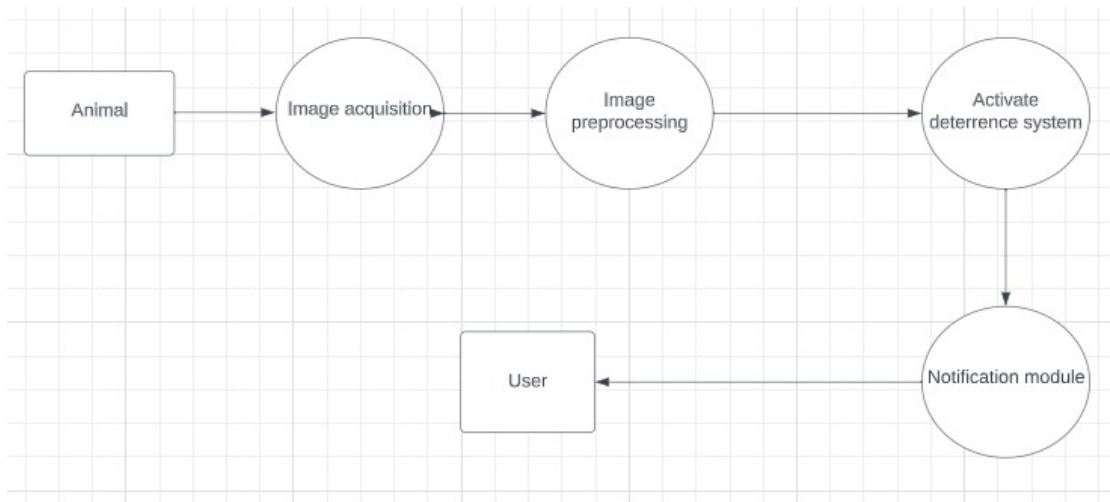 Animal
Image acquisition
Image
preprocessing
Activate
deterrence system
User
Notification module